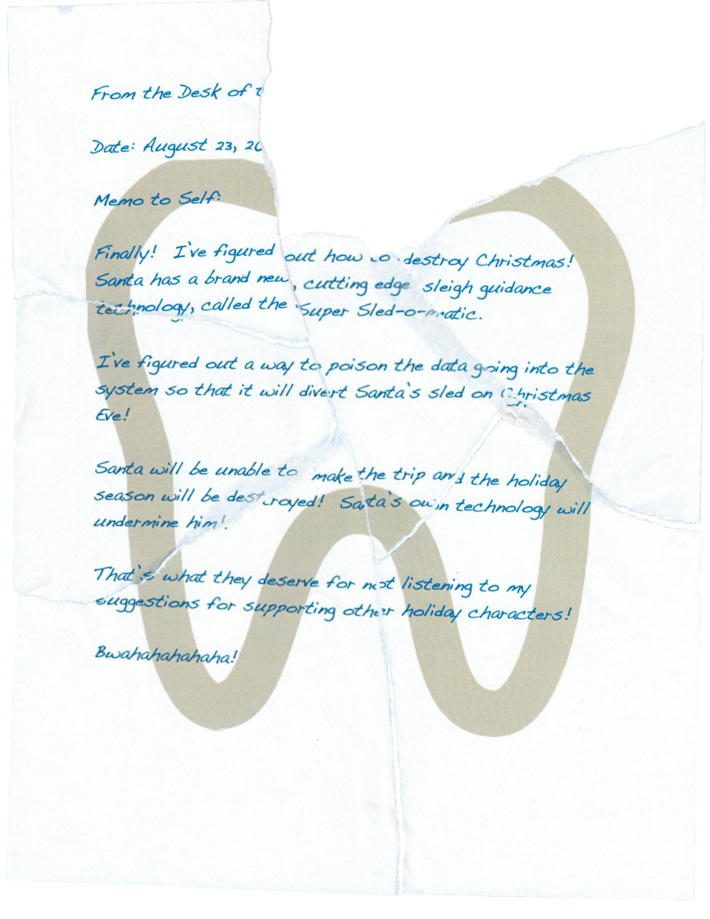 From the Desk of t
Date: August 23, 20
Memo to Self:
Finally! I've figured out how to destroy Christmas!
Santa has a brand new, cutting edge sleigh guidance
technology, called the Super Sled-o-matic.
I've figured out a way to poison the data going into the
system so that it will divert Santa's sled on Christmas
Eve!
Santa will be unable to make the trip and the holiday
season will be destroyed! Santa's own technology will
undermine him!
That's what they deserve for not listening to my
suggestions for supporting other holiday characters!
Bwahahahahaha!